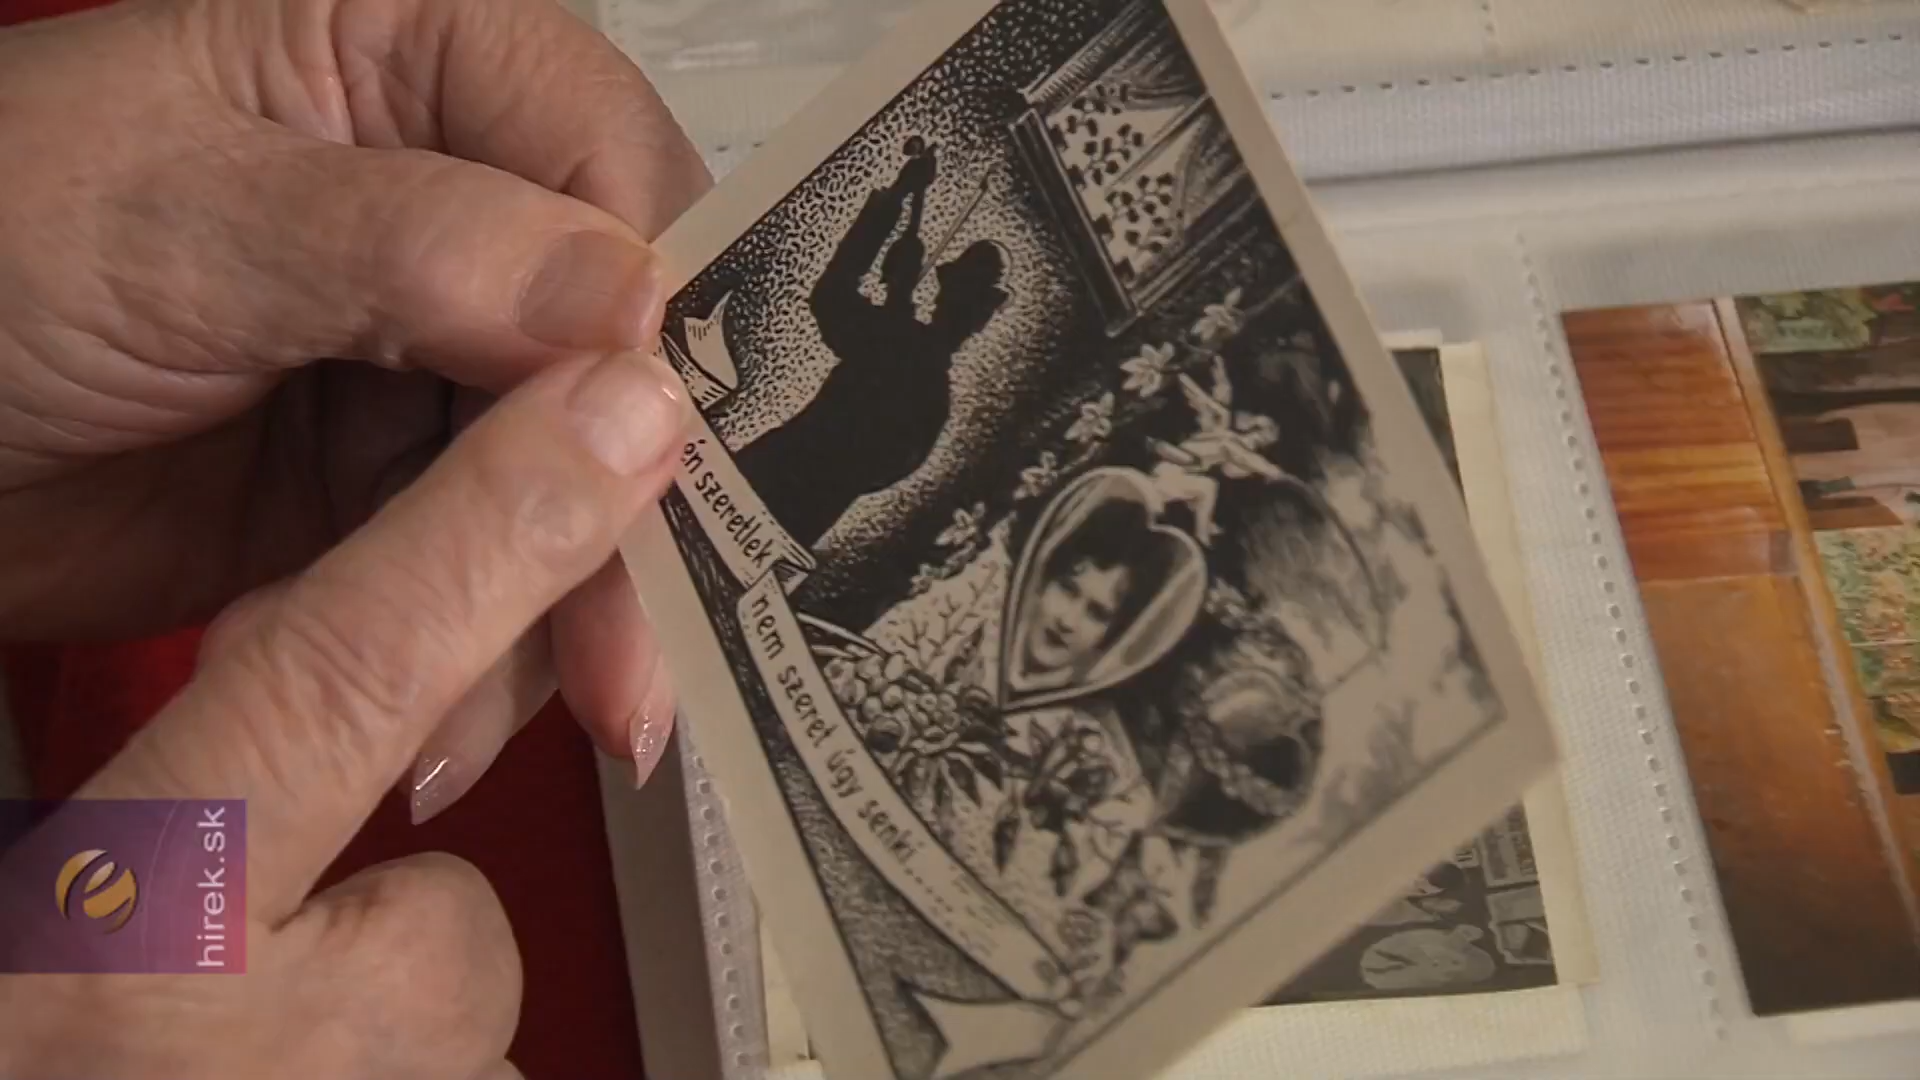 én szeretlek
nem szeret úgy senki......
hirek.sk